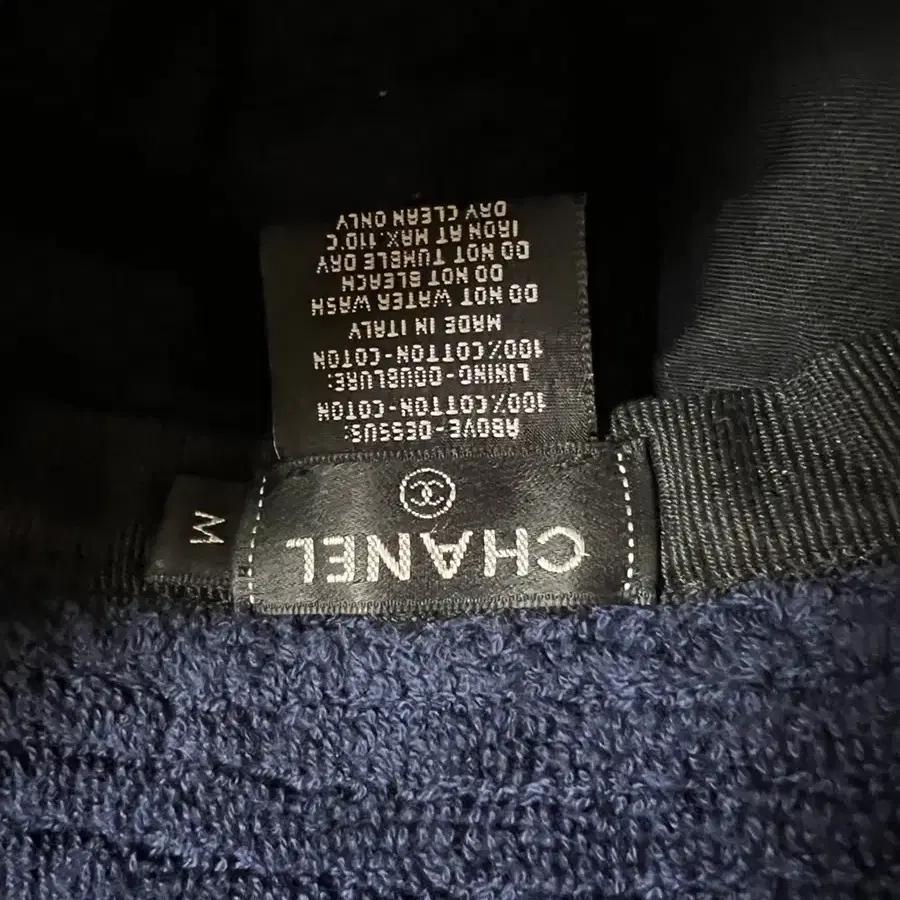 CHANEL
M
ABOVE-DESSUS:
100%COTTON-COTON
LINING-DOUBLURE:
100%COTTON-COTON
MADE IN ITALY
DO NOT WATER WASH
DO NOT BLEACH
DO NOT TUMBLE DRY
IRON AT MAX.110°C
DRY CLEAN ONLY